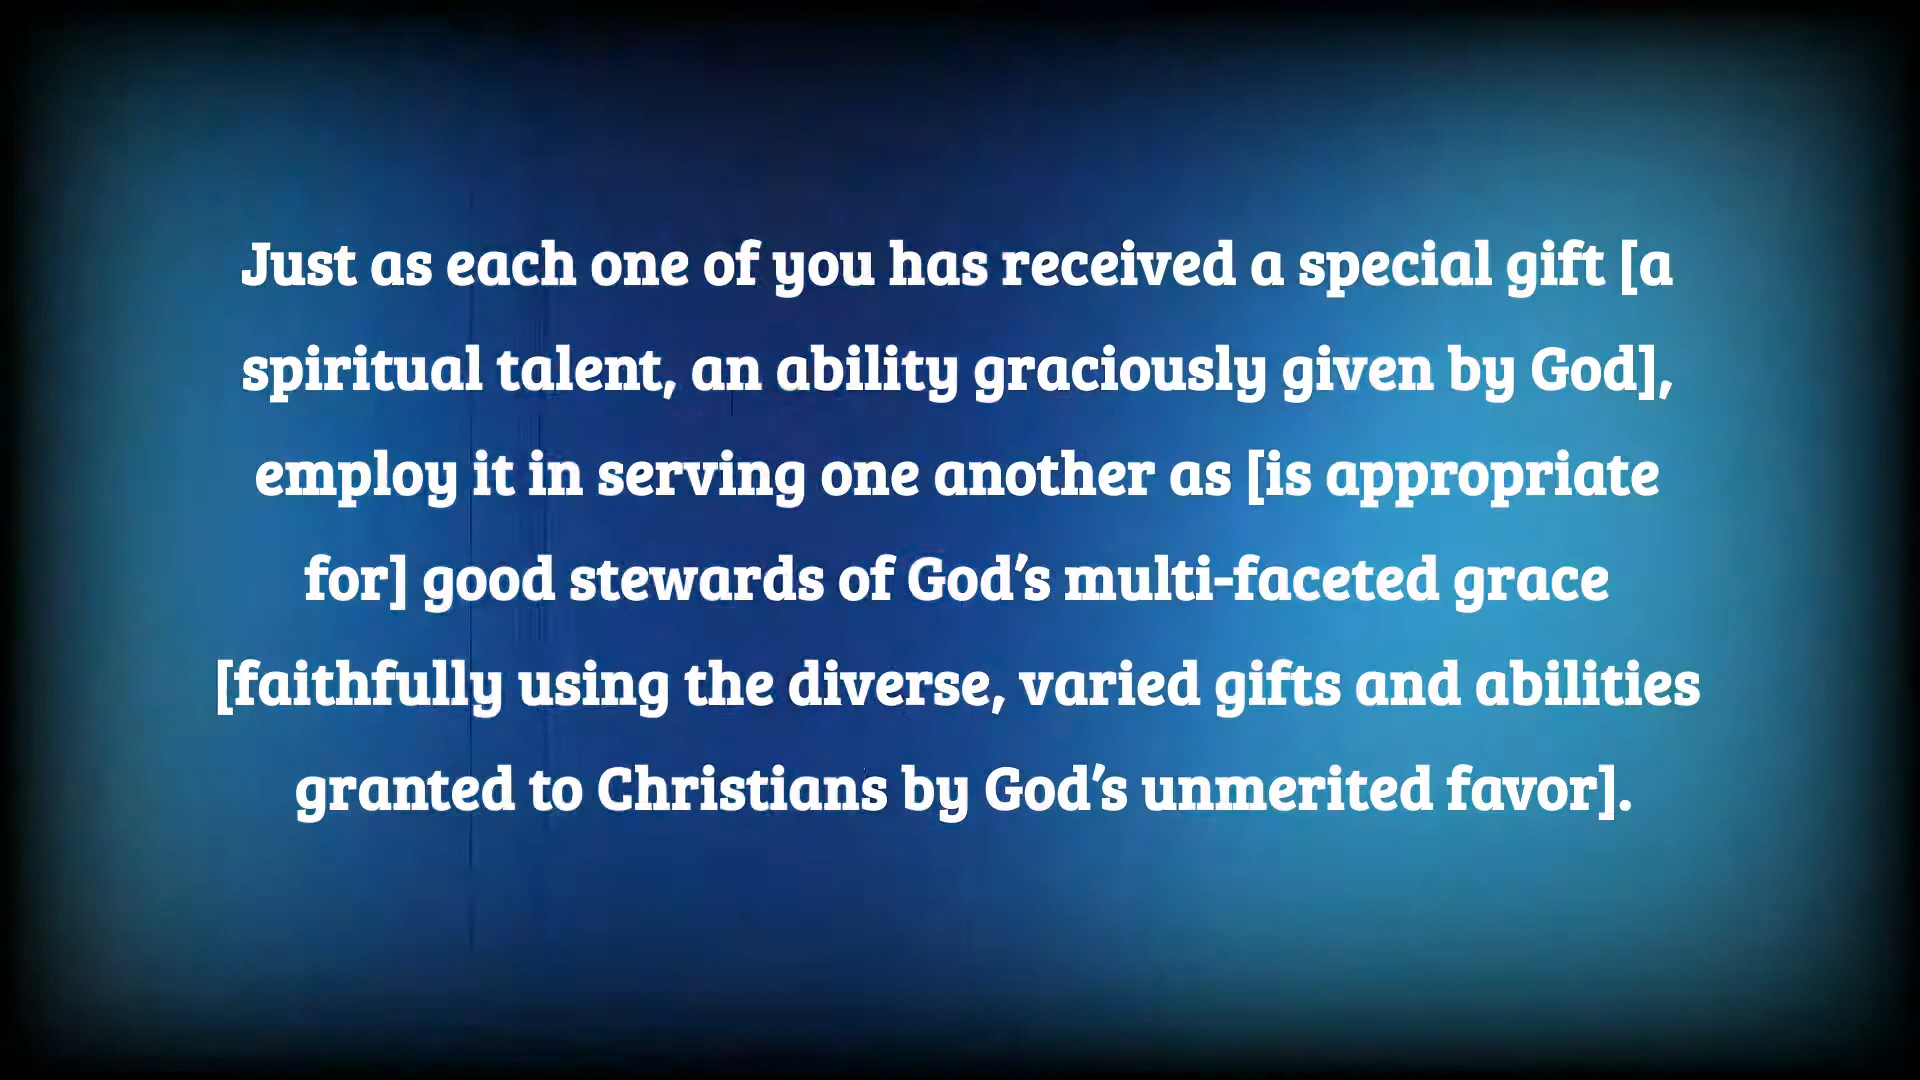 Just as each one of you has received a special gift [a
spiritual talent, an ability graciously given by God],
employ it in serving one another as [is appropriate
for] good stewards of God’s multi-faceted grace
[faithfully using the diverse, varied gifts and abilities
granted to Christians by God’s unmerited favor].